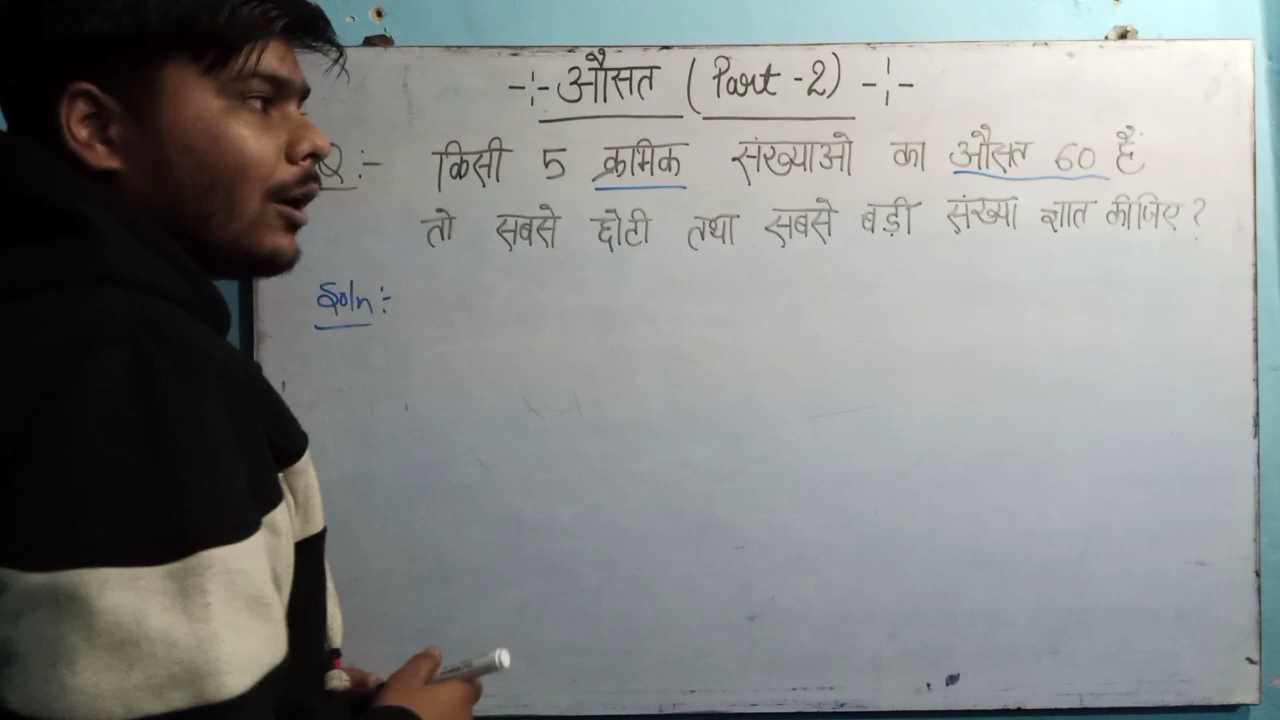 -:- औसत ( Part - 2 ) -:-
Q :- किसी 5 क्रमिक संख्याओ का औसत 60 है
तो सबसे छोटी तथा सबसे बड़ी संख्या ज्ञात कीजिए ?
Soln :-